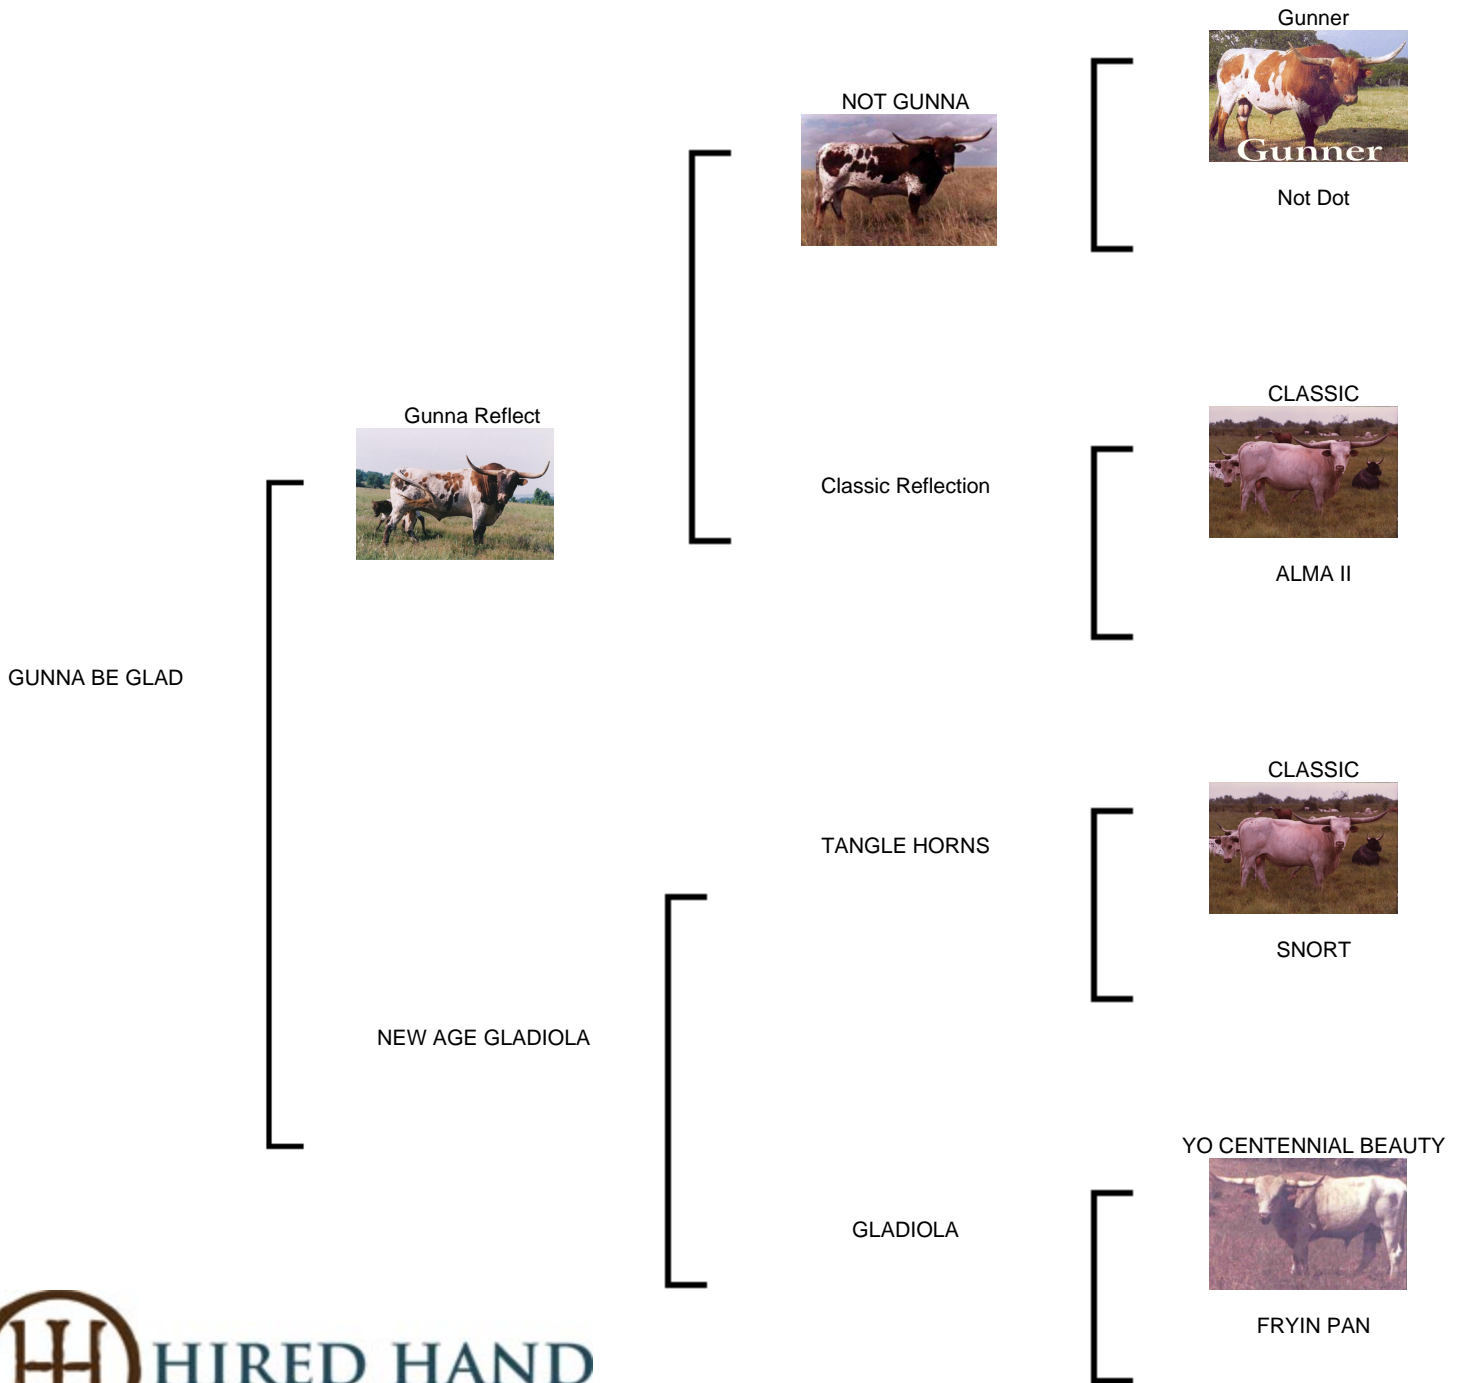 Gunner
NOT GUNNA
Gunner
Not Dot
CLASSIC
Gunna Reflect
Classic Reflection
ALMA II
GUNNA BE GLAD
CLASSIC
TANGLE HORNS
SNORT
NEW AGE GLADIOLA
YO CENTENNIAL BEAUTY
GLADIOLA
FRYIN PAN
HIRED HAND